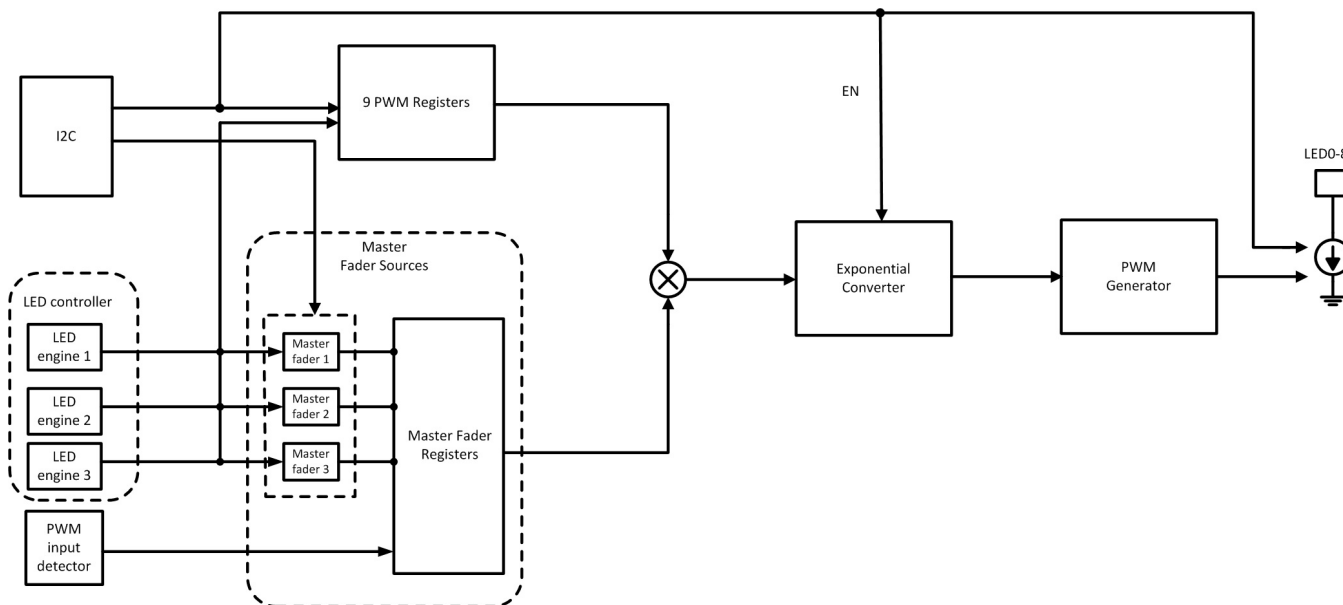 I2C
9 PWM Registers
EN
LED0-8
Master
Fader Sources
LED controller
LED
engine 1
LED
engine 2
LED
engine 3
Master
fader 1
Master
fader 2
Master
fader 3
Master Fader
Registers
Exponential
Converter
PWM
Generator
PWM
input
detector